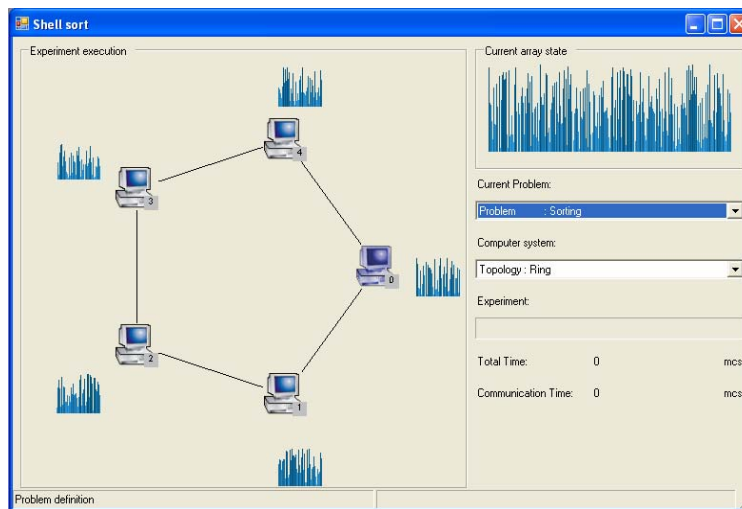 Shell sort
Experiment execution
4
3
0
2
1
Current array state
Current Problem:
Problem : Sorting
Computer system:
Topology : Ring
Experiment:
Total Time: 0 mcs
Communication Time: 0 mcs
Problem definition